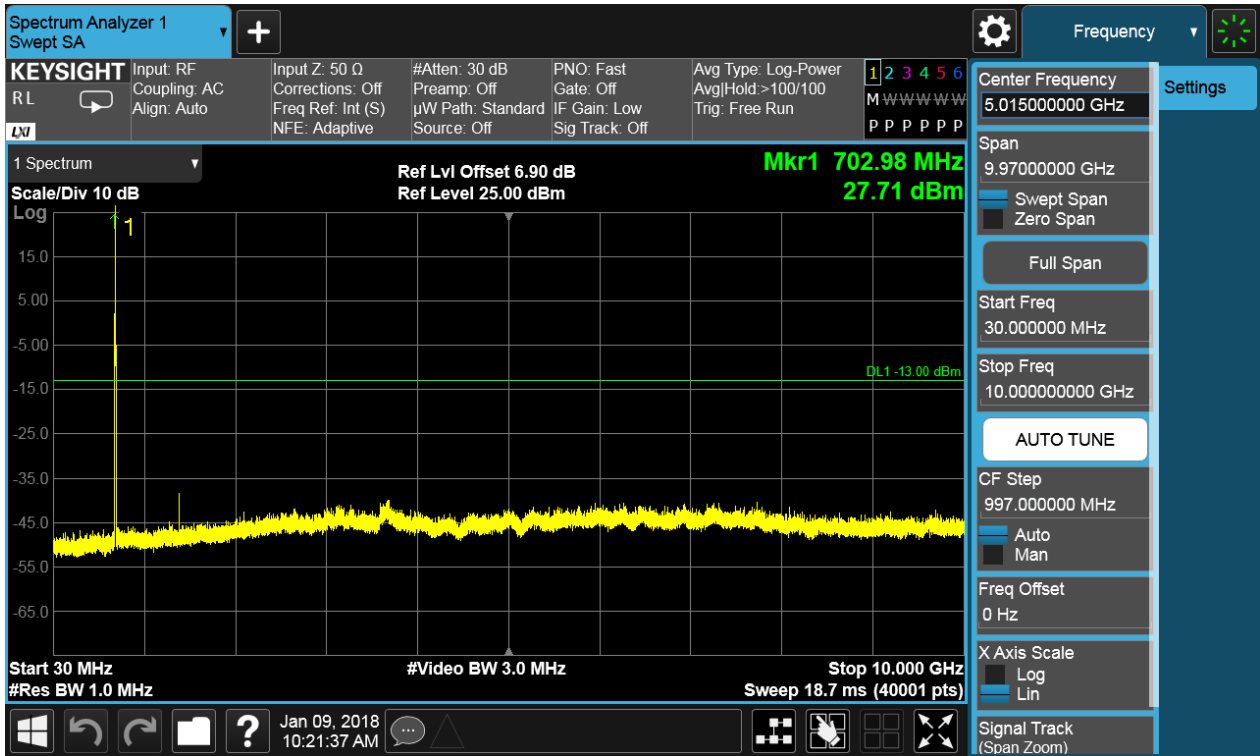 Spectrum Analyzer 1
Swept SA
+
Frequency
KEYSIGHT
R L
LXI
Input: RF
Coupling: AC
Align: Auto
Input Z: 50 Ω
Corrections: Off
Freq Ref: Int (S)
NFE: Adaptive
#Atten: 30 dB
Preamp: Off
µW Path: Standard
Source: Off
PNO: Fast
Gate: Off
IF Gain: Low
Sig Track: Off
Avg Type: Log-Power
Avg|Hold:>100/100
Trig: Free Run
1 2 3 4 5 6
M W W W W W
P P P P P P
1 Spectrum
Scale/Div 10 dB
Log
Ref Lvl Offset 6.90 dB
Ref Level 25.00 dBm
Mkr1 702.98 MHz
27.71 dBm
1
15.0
5.00
-5.00
-15.0
-25.0
-35.0
-45.0
-55.0
-65.0
DL1 -13.00 dBm
Start 30 MHz
#Res BW 1.0 MHz
#Video BW 3.0 MHz
Stop 10.000 GHz
Sweep 18.7 ms (40001 pts)
Center Frequency
5.015000000 GHz
Span
9.97000000 GHz
Swept Span
Zero Span
Full Span
Start Freq
30.000000 MHz
Stop Freq
10.000000000 GHz
AUTO TUNE
CF Step
997.000000 MHz
Auto
Man
Freq Offset
0 Hz
X Axis Scale
Log
Lin
Signal Track
(Span Zoom)
Settings
?
Jan 09, 2018
10:21:37 AM